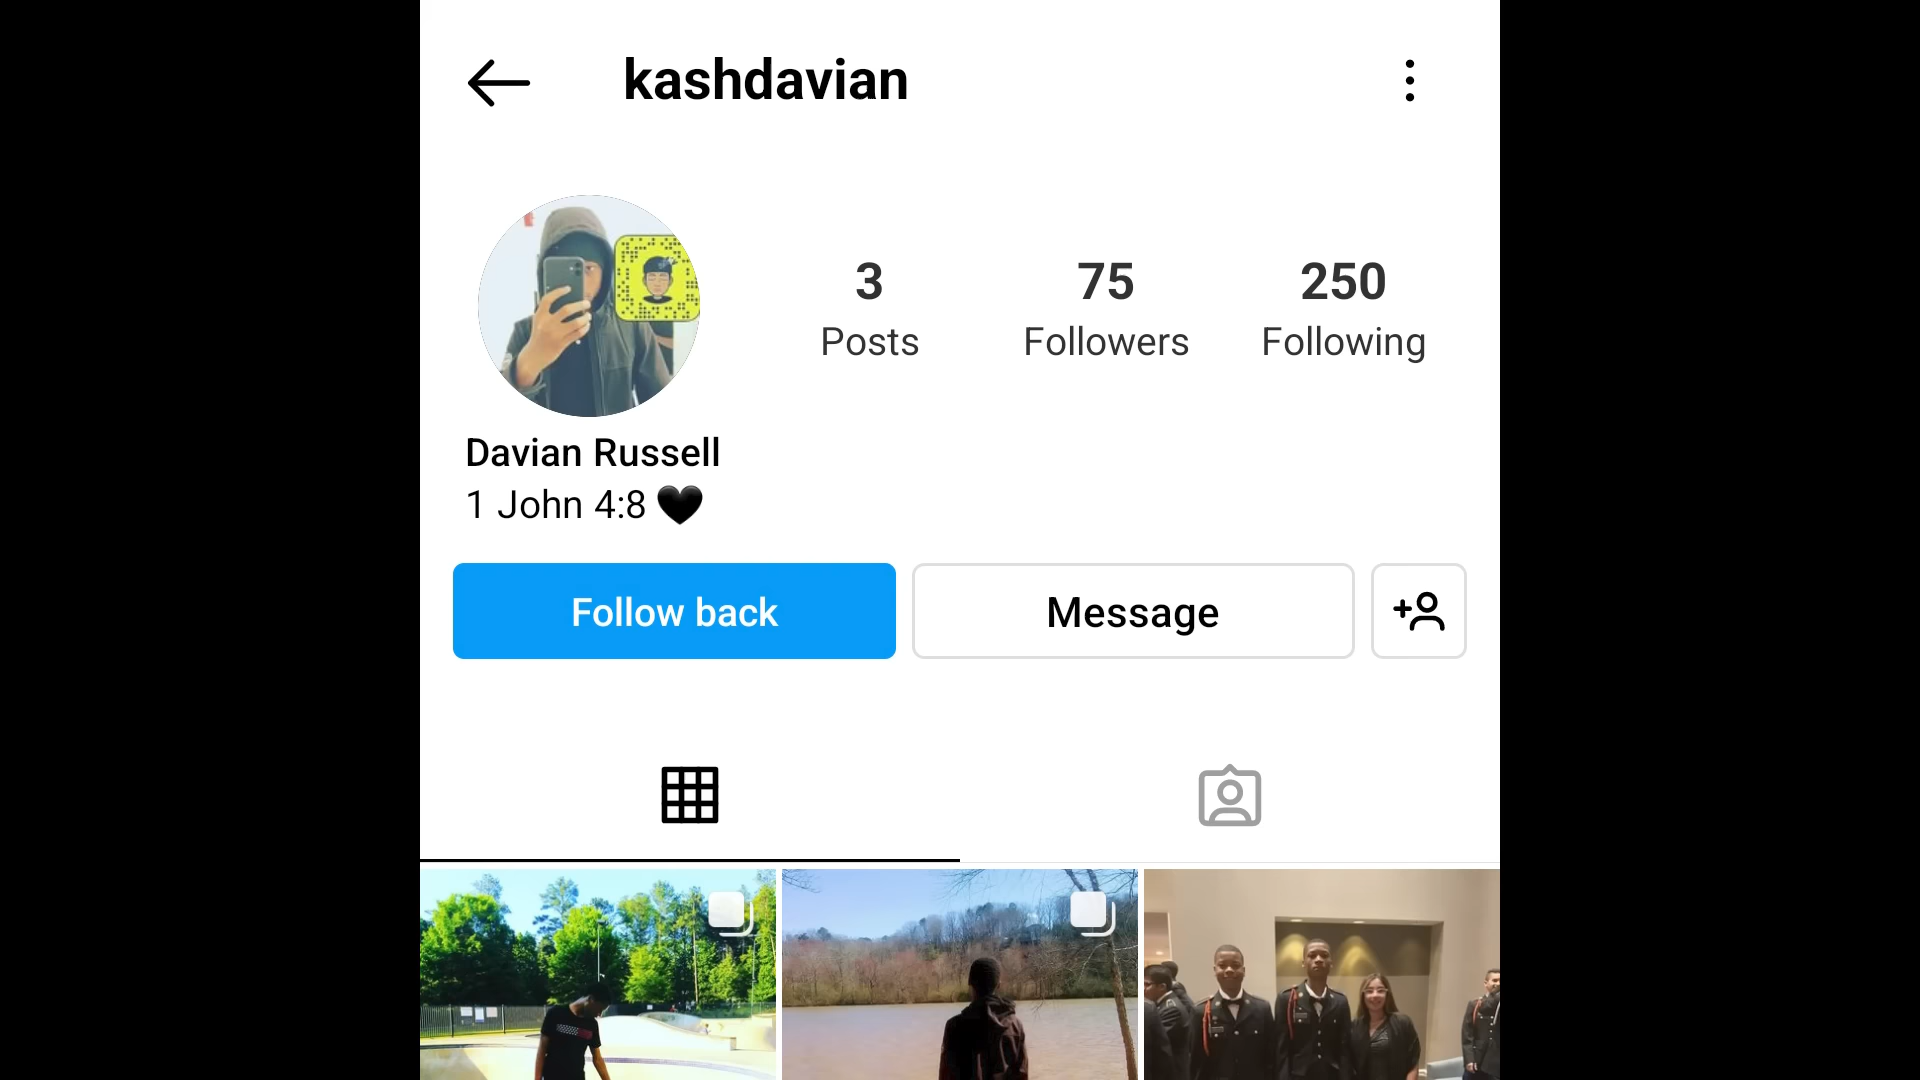 kashdavian
3 75 250
Posts Followers Following
Davian Russell
1 John 4:8 🖤
Follow back Message